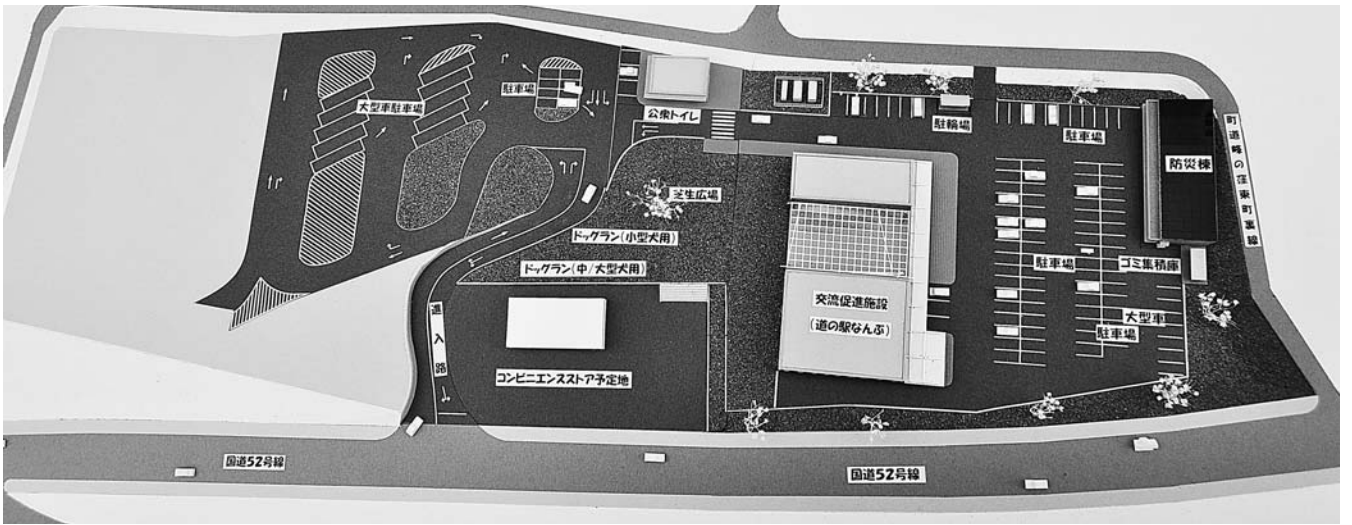 大型車駐車場
駐車場
公衆トイレ
駐輪場
駐車場
防災棟
町道峰の窪東町裏線
芝生広場
ドッグラン(小型犬用)
ドッグラン(中/大型犬用)
駐車場
ゴミ集積庫
交流促進施設
(道の駅なんぶ)
大型車
駐車場
進入路
コンビニエンスストア予定地
国道52号線
国道52号線